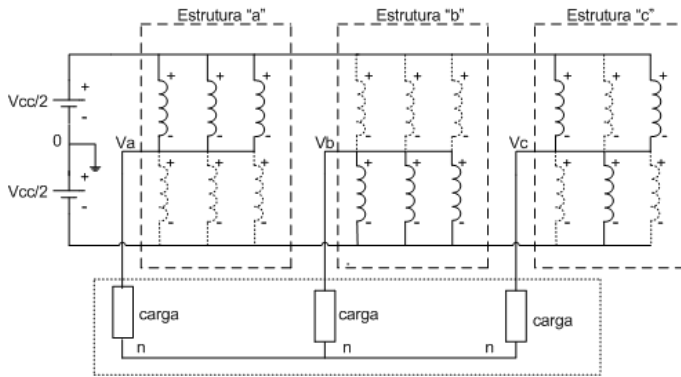 Estrutura “a”
Estrutura “b”
Estrutura “c”
+ + + + + + + + + +
Vcc/2
- - - - - - - - - -
0 Va Vb Vc
+ + + + + + + + + +
Vcc/2
- - - - - - - - - -
carga carga carga
n n n